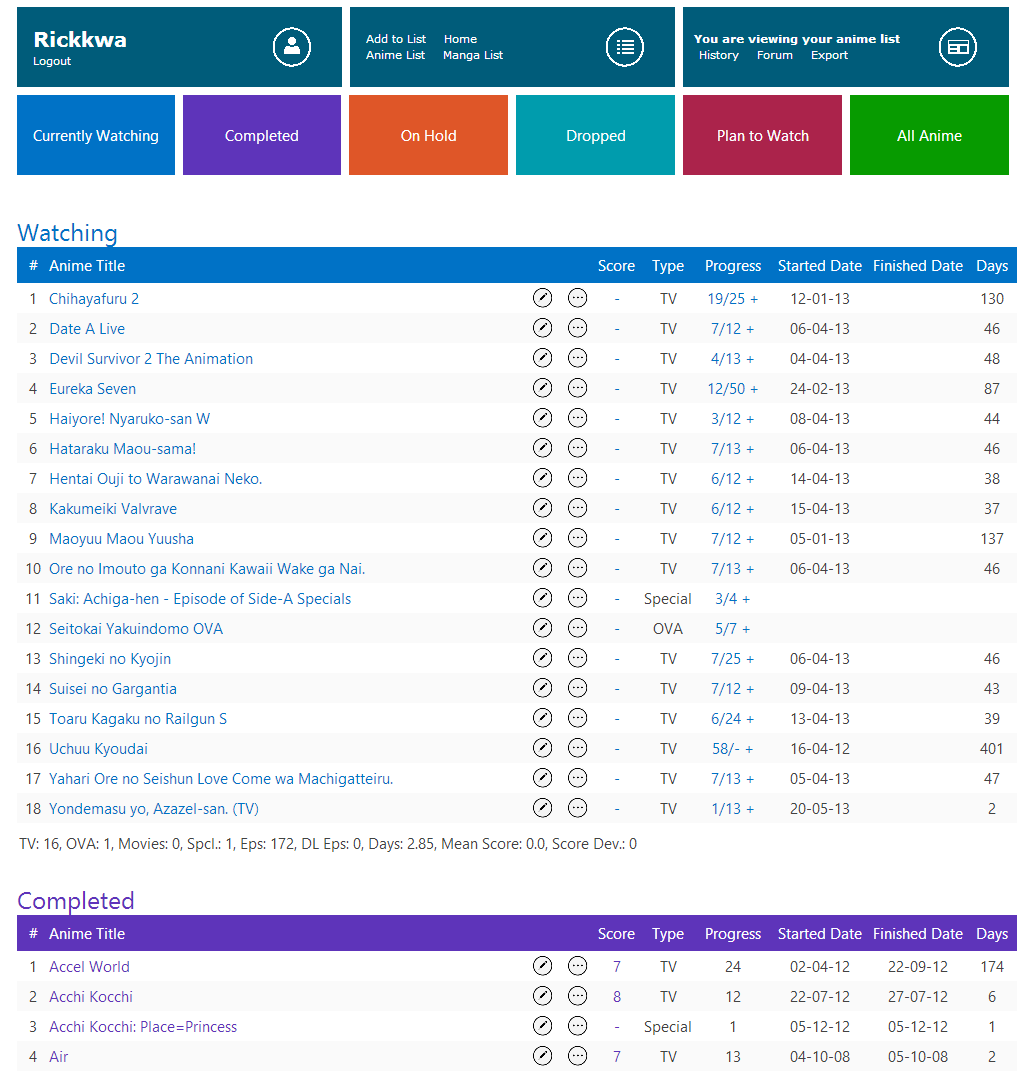 Rickkwa
Logout
Add to List Home
Anime List Manga List
You are viewing your anime list
History Forum Export
Currently Watching Completed On Hold Dropped Plan to Watch All Anime
Watching
# Anime Title Score Type Progress Started Date Finished Date Days
1 Chihayafuru 2 - TV 19/25 + 12-01-13 130
2 Date A Live - TV 7/12 + 06-04-13 46
3 Devil Survivor 2 The Animation - TV 4/13 + 04-04-13 48
4 Eureka Seven - TV 12/50 + 24-02-13 87
5 Haiyore! Nyaruko-san W - TV 3/12 + 08-04-13 44
6 Hataraku Maou-sama! - TV 7/13 + 06-04-13 46
7 Hentai Ouji to Warawanai Neko. - TV 6/12 + 14-04-13 38
8 Kakumeiki Valvrave - TV 6/12 + 15-04-13 37
9 Maoyuu Maou Yuusha - TV 7/12 + 05-01-13 137
10 Ore no Imouto ga Konnani Kawaii Wake ga Nai. - TV 7/13 + 06-04-13 46
11 Saki: Achiga-hen - Episode of Side-A Specials - Special 3/4 +
12 Seitokai Yakuindomo OVA - OVA 5/7 +
13 Shingeki no Kyojin - TV 7/25 + 06-04-13 46
14 Suisei no Gargantia - TV 7/12 + 09-04-13 43
15 Toaru Kagaku no Railgun S - TV 6/24 + 13-04-13 39
16 Uchuu Kyoudai - TV 58/- + 16-04-12 401
17 Yahari Ore no Seishun Love Come wa Machigatteiru. - TV 7/13 + 05-04-13 47
18 Yondemasu yo, Azazel-san. (TV) - TV 1/13 + 20-05-13 2
TV: 16, OVA: 1, Movies: 0, Spcl.: 1, Eps: 172, DL Eps: 0, Days: 2.85, Mean Score: 0.0, Score Dev.: 0
Completed
# Anime Title Score Type Progress Started Date Finished Date Days
1 Accel World 7 TV 24 02-04-12 22-09-12 174
2 Acchi Kocchi 8 TV 12 22-07-12 27-07-12 6
3 Acchi Kocchi: Place=Princess - Special 1 05-12-12 05-12-12 1
4 Air 7 TV 13 04-10-08 05-10-08 2